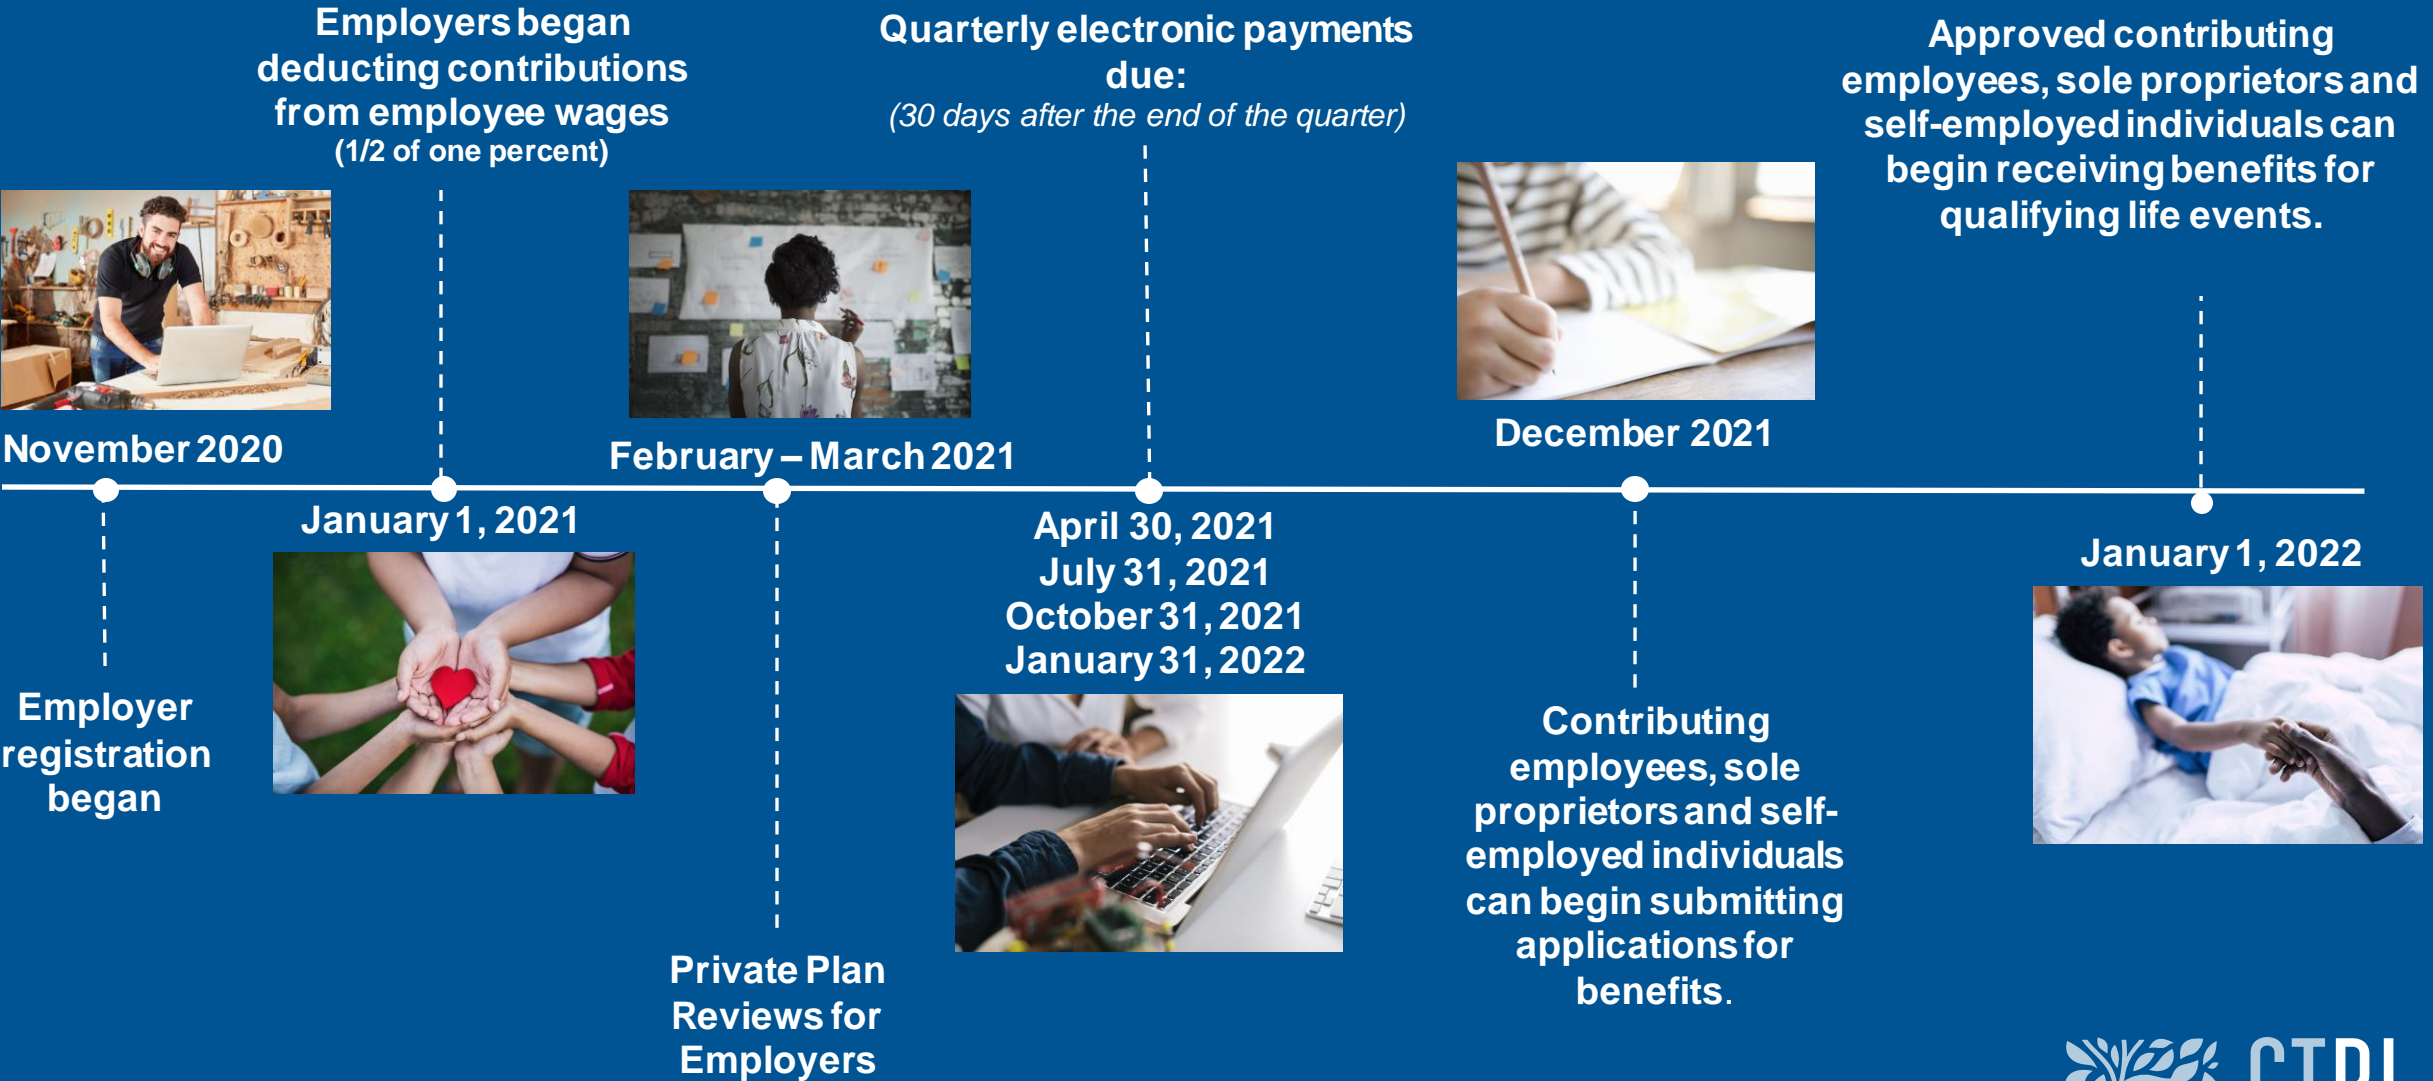 Employers began
deducting contributions
from employee wages
(1/2 of one percent)
Quarterly electronic payments
due:
(30 days after the end of the quarter)
Approved contributing
employees, sole proprietors and
self-employed individuals can
begin receiving benefits for
qualifying life events.
November 2020
February – March 2021
December 2021
January 1, 2021
April 30, 2021
July 31, 2021
October 31, 2021
January 31, 2022
January 1, 2022
Employer
registration
began
Private Plan
Reviews for
Employers
Contributing
employees, sole
proprietors and self-
employed individuals
can begin submitting
applications for
benefits.